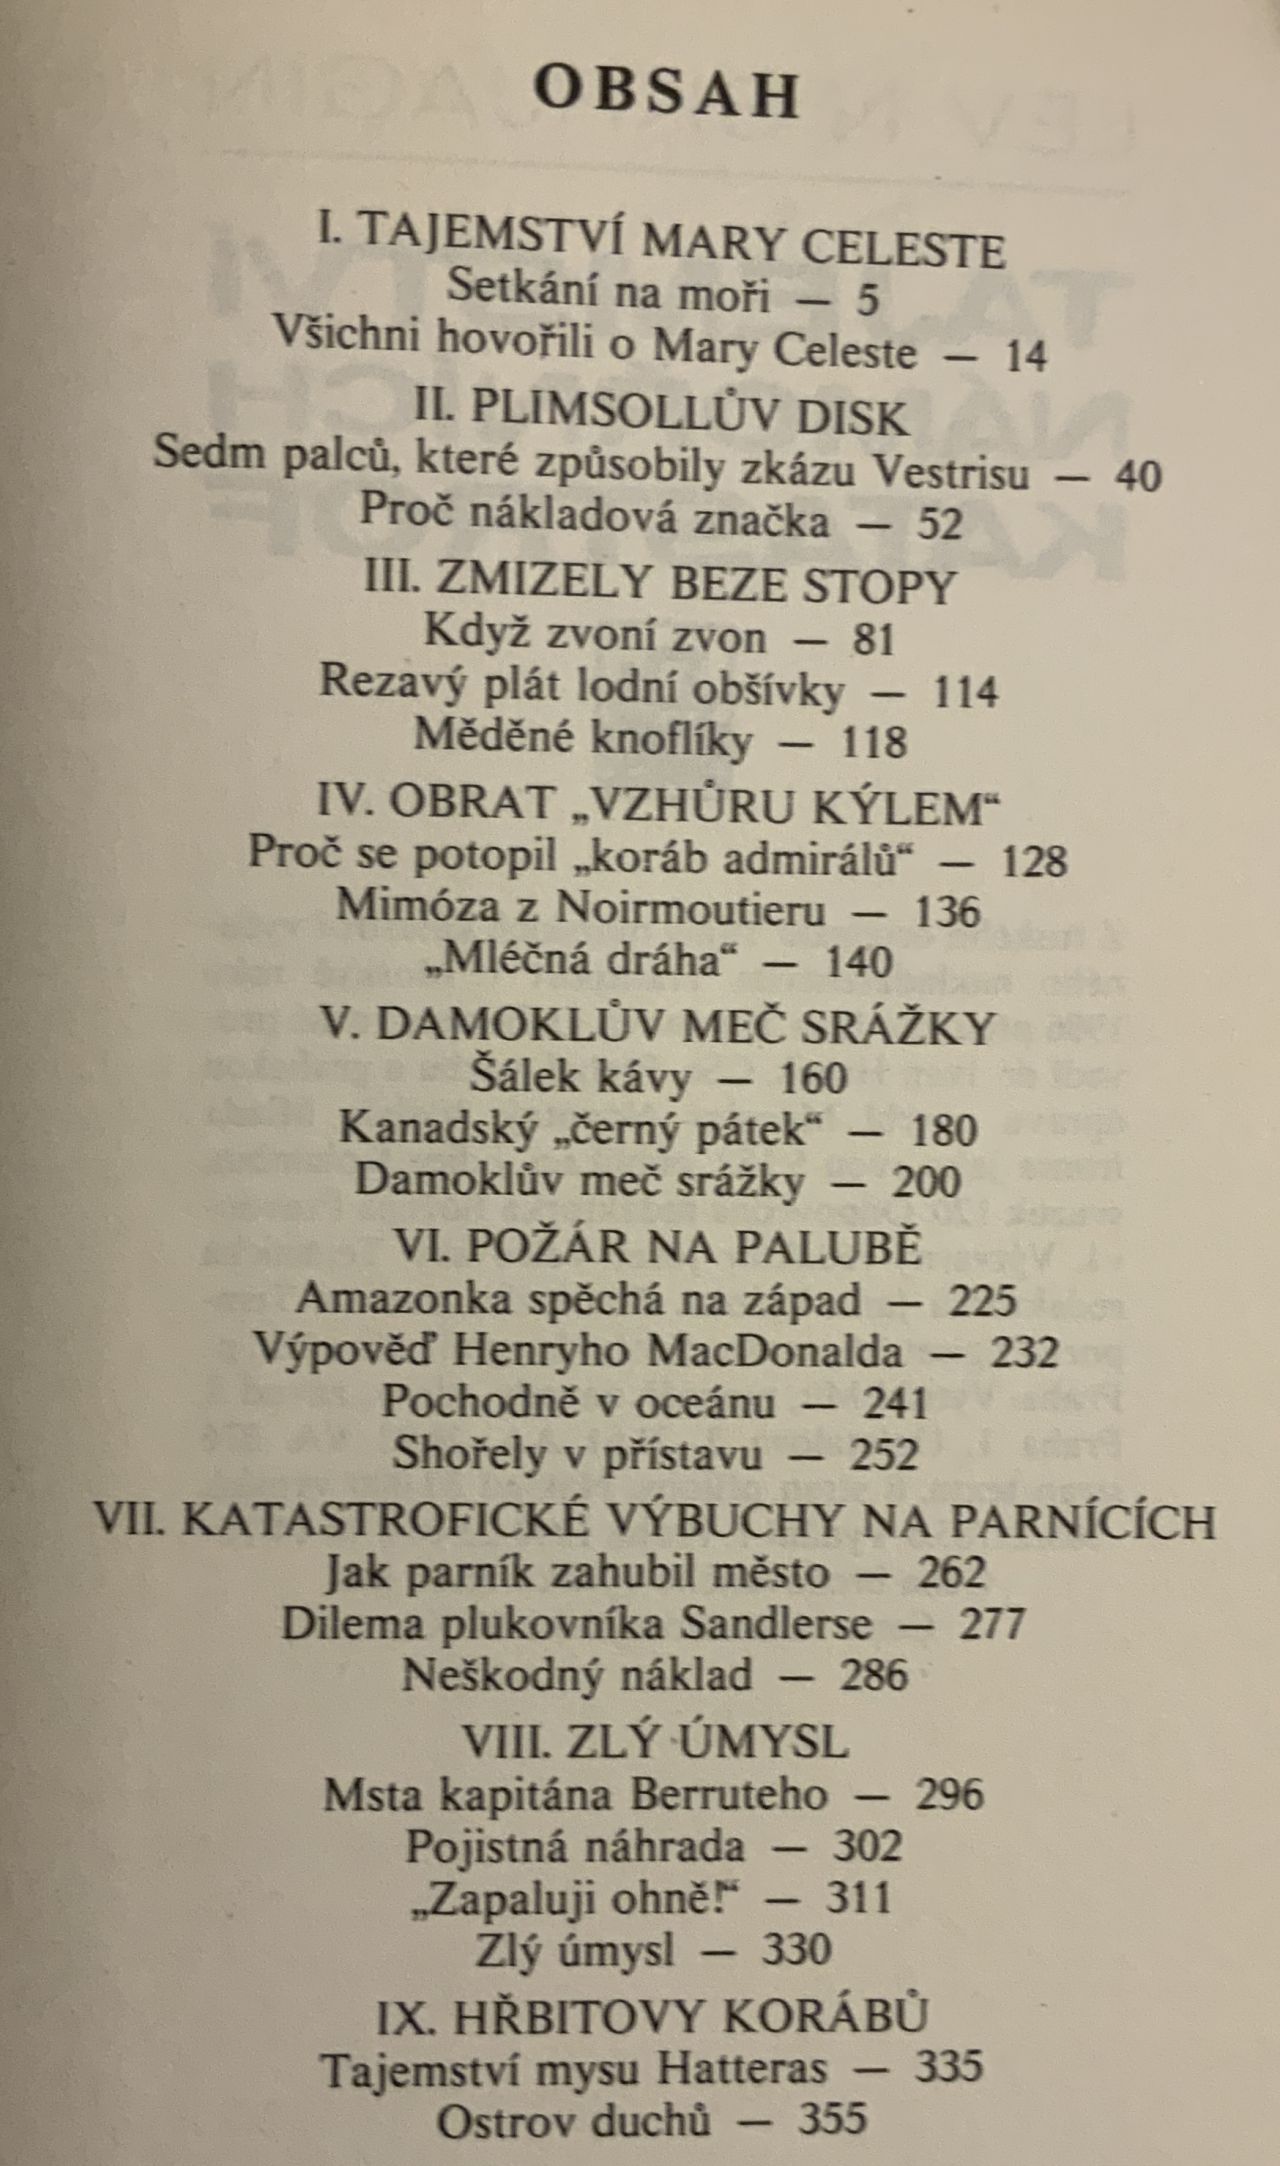 OBSAH
I. TAJEMSTVÍ MARY CELESTE
Setkání na moři — 5
Všichni hovořili o Mary Celeste — 14
II. PLIMSOLLŮV DISK
Sedm palců, které způsobily zkázu Vestrisu — 40
Proč nákladová značka — 52
III. ZMIZELY BEZE STOPY
Když zvoní zvon — 81
Rezavý plát lodní obšívky — 114
Měděné knoflíky — 118
IV. OBRAT „VZHŮRU KÝLEM“
Proč se potopil „koráb admirálů“ — 128
Mimóza z Noirmoutieru — 136
„Mléčná dráha“ — 140
V. DAMOKLŮV MEČ SRÁŽKY
Šálek kávy — 160
Kanadský „černý pátek“ — 180
Damoklův meč srážky — 200
VI. POŽÁR NA PALUBĚ
Amazonka spěchá na západ — 225
Výpověď Henryho MacDonalda — 232
Pochodně v oceánu — 241
Shořely v přístavu — 252
VII. KATASTROFICKÉ VÝBUCHY NA PARNÍCÍCH
Jak parník zahubil město — 262
Dilema plukovníka Sandlerse — 277
Neškodný náklad — 286
VIII. ZLÝ ÚMYSL
Msta kapitána Berruteho — 296
Pojistná náhrada — 302
„Zapaluji ohně!“ — 311
Zlý úmysl — 330
IX. HŘBITOVY KORÁBŮ
Tajemství mysu Hatteras — 335
Ostrov duchů — 355